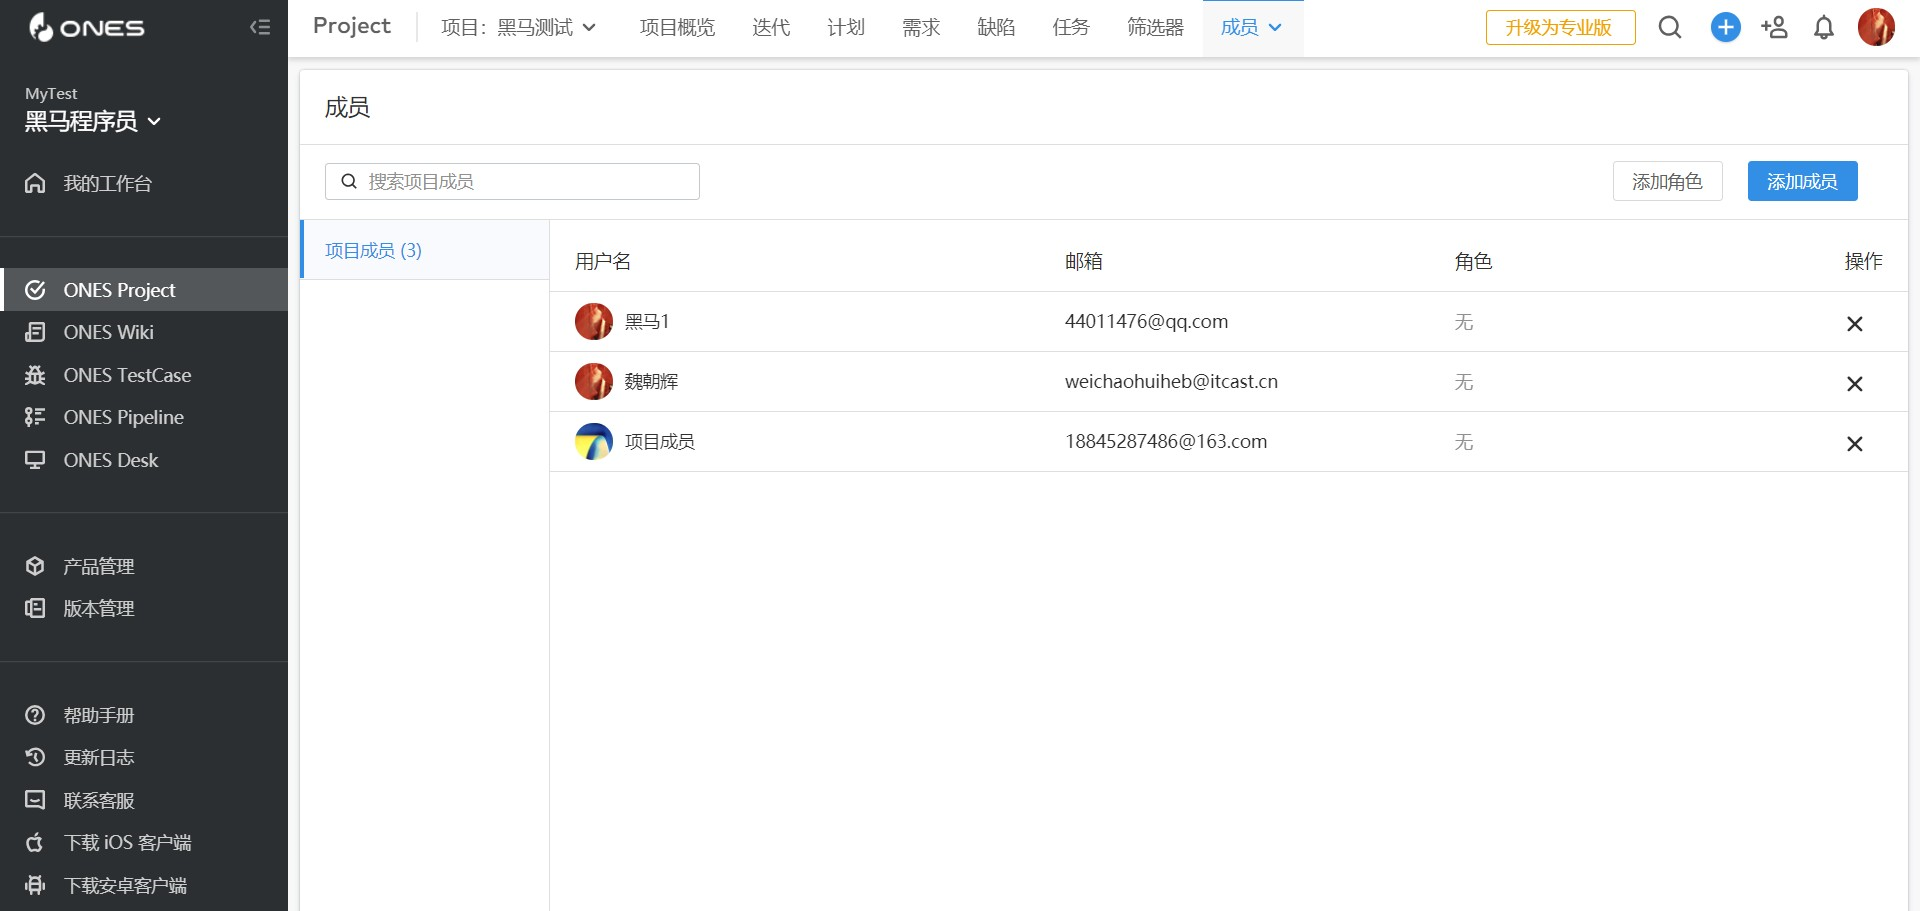 ONES
MyTest
黑马程序员
我的工作台
ONES Project
ONES Wiki
ONES TestCase
ONES Pipeline
ONES Desk
产品管理
版本管理
帮助手册
更新日志
联系客服
下载 iOS 客户端
下载安卓客户端
Project 项目：黑马测试 项目概览 迭代 计划 需求 缺陷 任务 筛选器 成员 升级为专业版
成员
搜索项目成员 添加角色 添加成员
项目成员 (3)
用户名 邮箱 角色 操作
黑马1 44011476@qq.com 无
魏朝辉 weichaohuiheb@itcast.cn 无
项目成员 18845287486@163.com 无